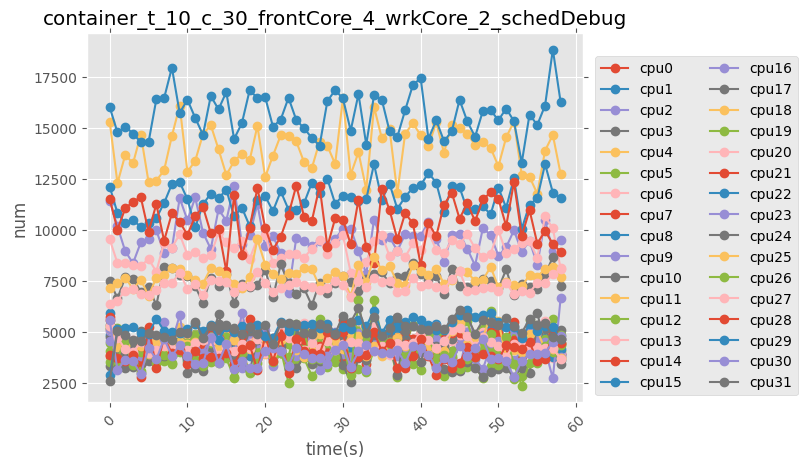 container_t_10_c_30_frontCore_4_wrkCore_2_schedDebug
num
17500
15000
12500
10000
7500
5000
2500
0
10
20
30
40
50
60
time(s)
cpu0
cpu1
cpu2
cpu3
cpu4
cpu5
cpu6
cpu7
cpu8
cpu9
cpu10
cpu11
cpu12
cpu13
cpu14
cpu15
cpu16
cpu17
cpu18
cpu19
cpu20
cpu21
cpu22
cpu23
cpu24
cpu25
cpu26
cpu27
cpu28
cpu29
cpu30
cpu31